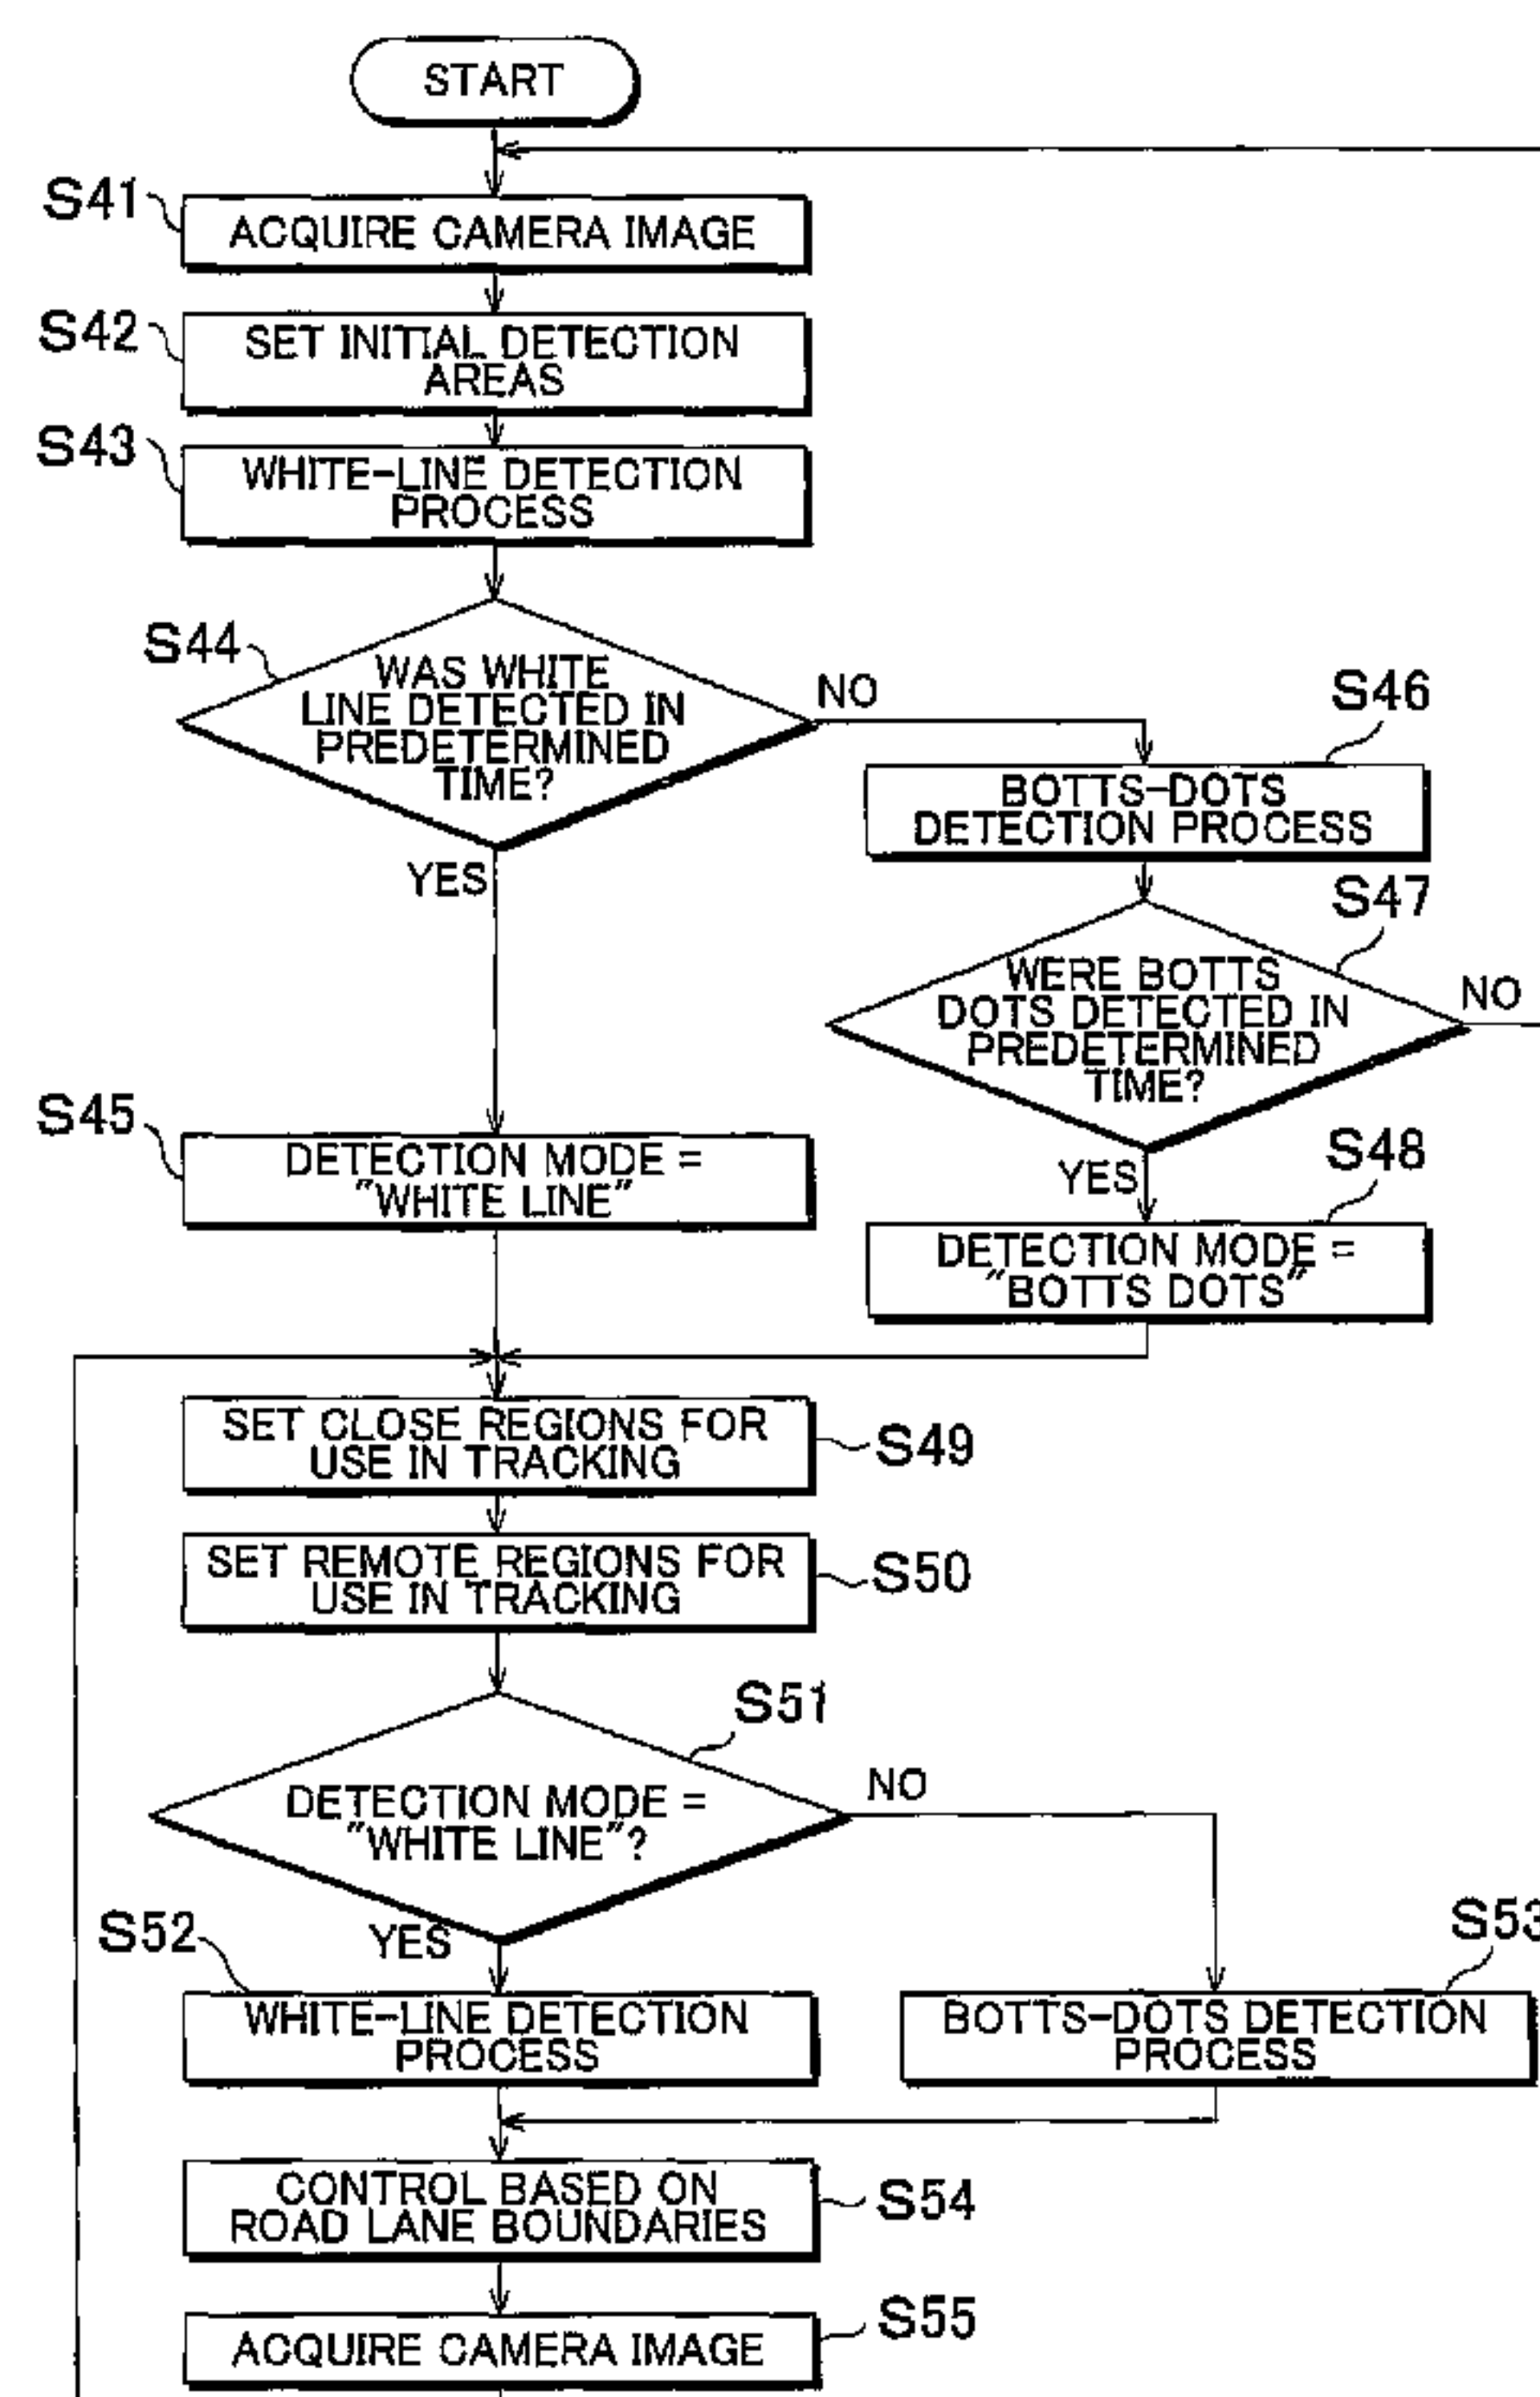 START
S41
ACQUIRE CAMERA IMAGE
S42
SET INITIAL DETECTION
AREAS
S43
WHITE-LINE DETECTION
PROCESS
S44
WAS WHITE
LINE DETECTED IN
PREDETERMINED
TIME?
NO
YES
S46
BOTTS-DOTS
DETECTION PROCESS
S47
WERE BOTTS
DOTS DETECTED IN
PREDETERMINED
TIME?
NO
YES
S45
DETECTION MODE =
"WHITE LINE"
S48
DETECTION MODE =
"BOTTS DOTS"
SET CLOSE REGIONS FOR
USE IN TRACKING
S49
SET REMOTE REGIONS FOR
USE IN TRACKING
S50
S51
DETECTION MODE =
"WHITE LINE"?
NO
YES
S52
WHITE-LINE DETECTION
PROCESS
S53
BOTTS-DOTS DETECTION
PROCESS
CONTROL BASED ON
ROAD LANE BOUNDARIES
S54
ACQUIRE CAMERA IMAGE
S55